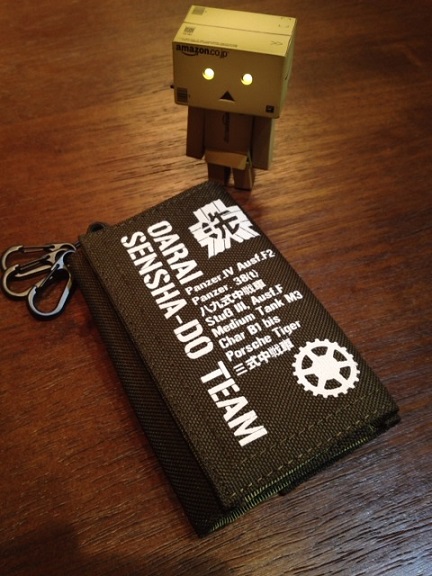 amazon.co.jp
洗
OARAI
SENSHA-DO TEAM
Panzer.IV Ausf.F2
Panzer. 38(t)
八九式中戦車
StuG III, Ausf.F
Medium Tank M3
Char B1 bis
Porsche Tiger
三式中戦車